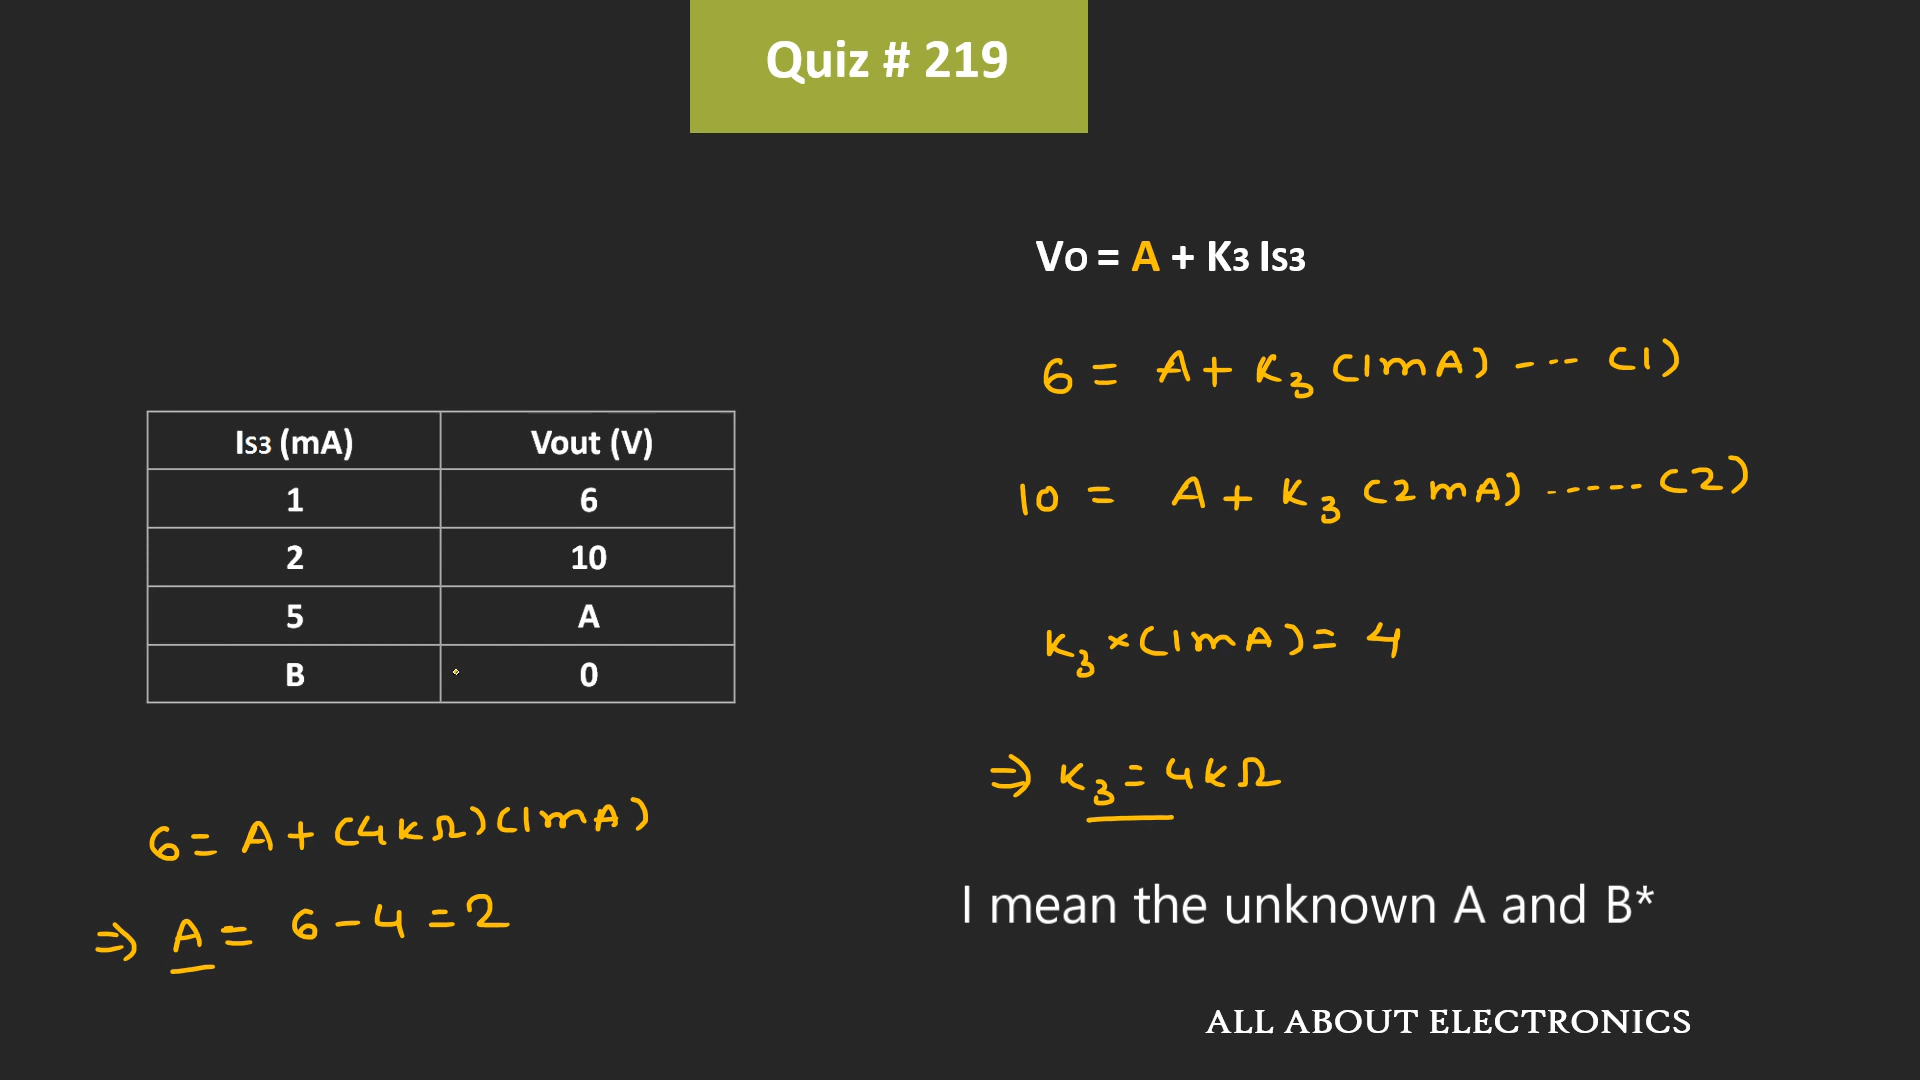 Quiz # 219
Vo = A + K3 Is3
6 = A + K3 (1mA) --- (1)
10 = A + K3 (2mA) ----- (2)
Is3 (mA) Vout (V)
1 6
2 10
5 A
B 0
K3 × (1mA) = 4
⇒ K3 = 4kΩ
6 = A + (4kΩ)(1mA)
⇒ A = 6 - 4 = 2
I mean the unknown A and B*
ALL ABOUT ELECTRONICS